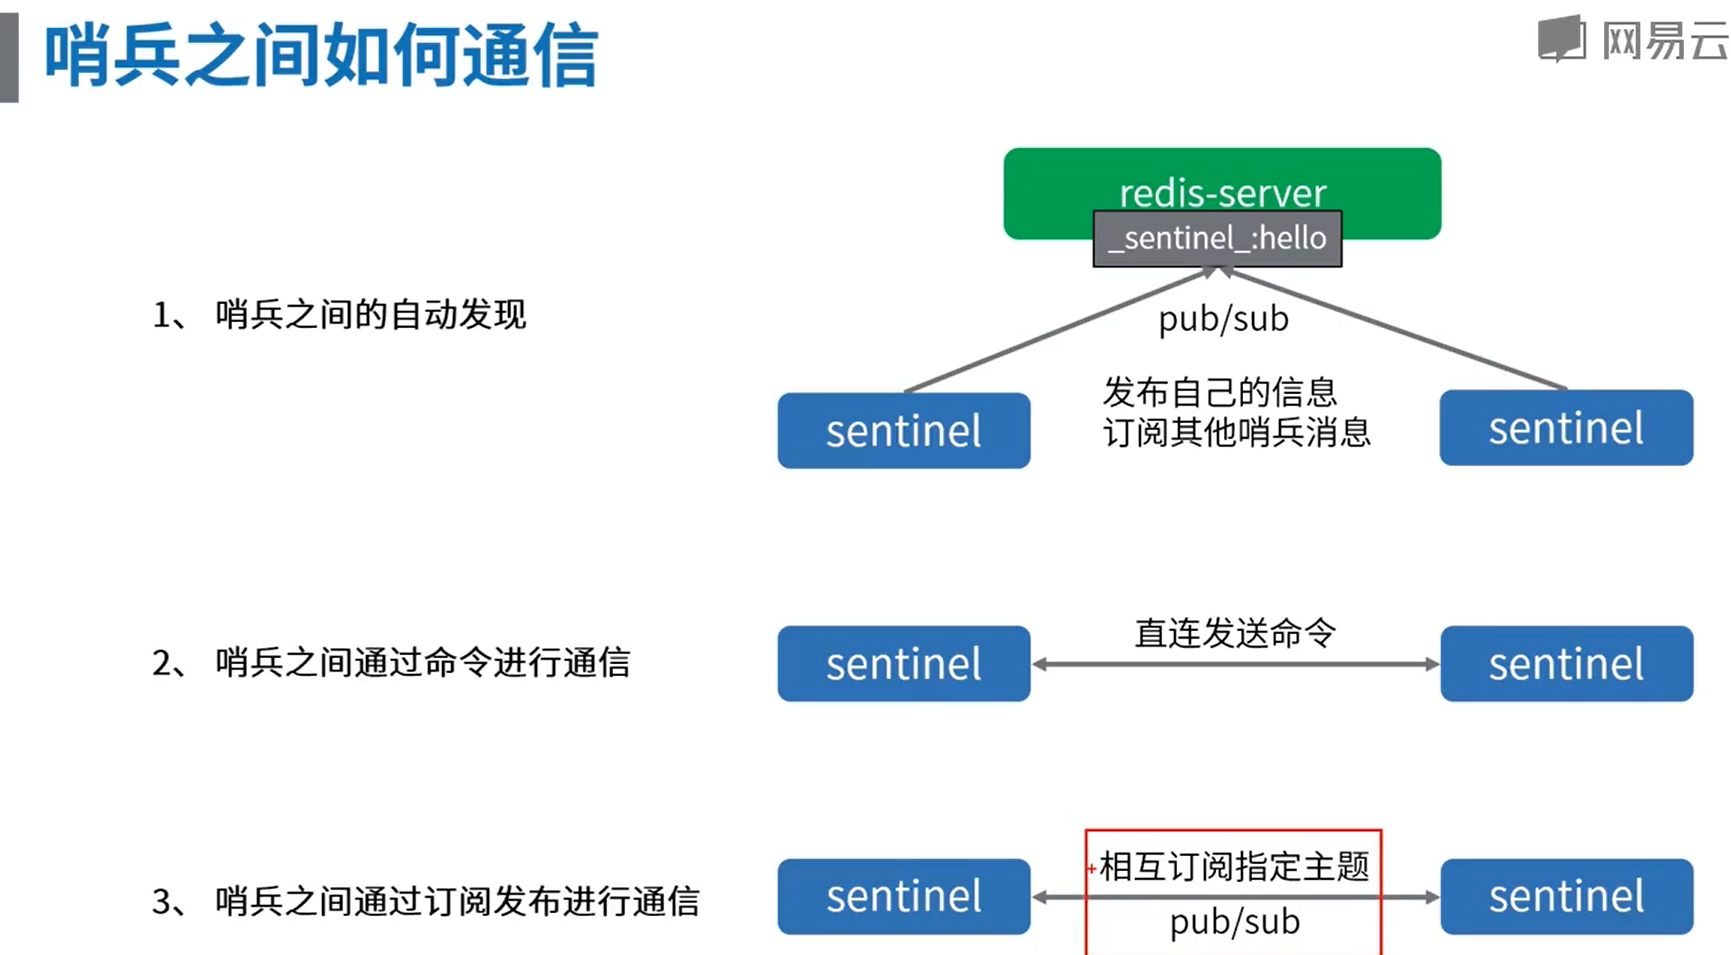 哨兵之间如何通信
网易云
redis-server
_sentinel_:hello
1、 哨兵之间的自动发现
pub/sub
发布自己的信息
订阅其他哨兵消息
sentinel
sentinel
2、 哨兵之间通过命令进行通信
sentinel
直连发送命令
sentinel
3、 哨兵之间通过订阅发布进行通信
sentinel
相互订阅指定主题
pub/sub
sentinel